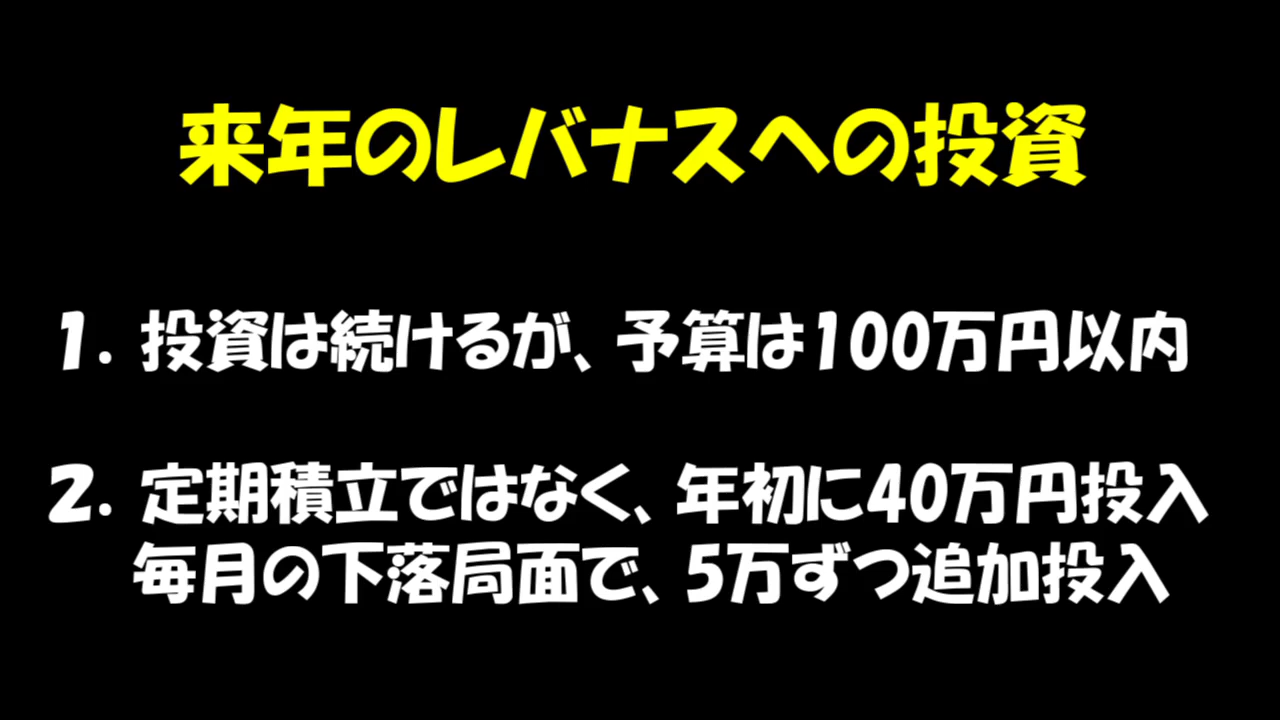 来年のレバナスへの投資
1. 投資は続けるが、予算は100万円以内
2. 定期積立ではなく、年初に40万円投入
毎月の下落局面で、5万ずつ追加投入